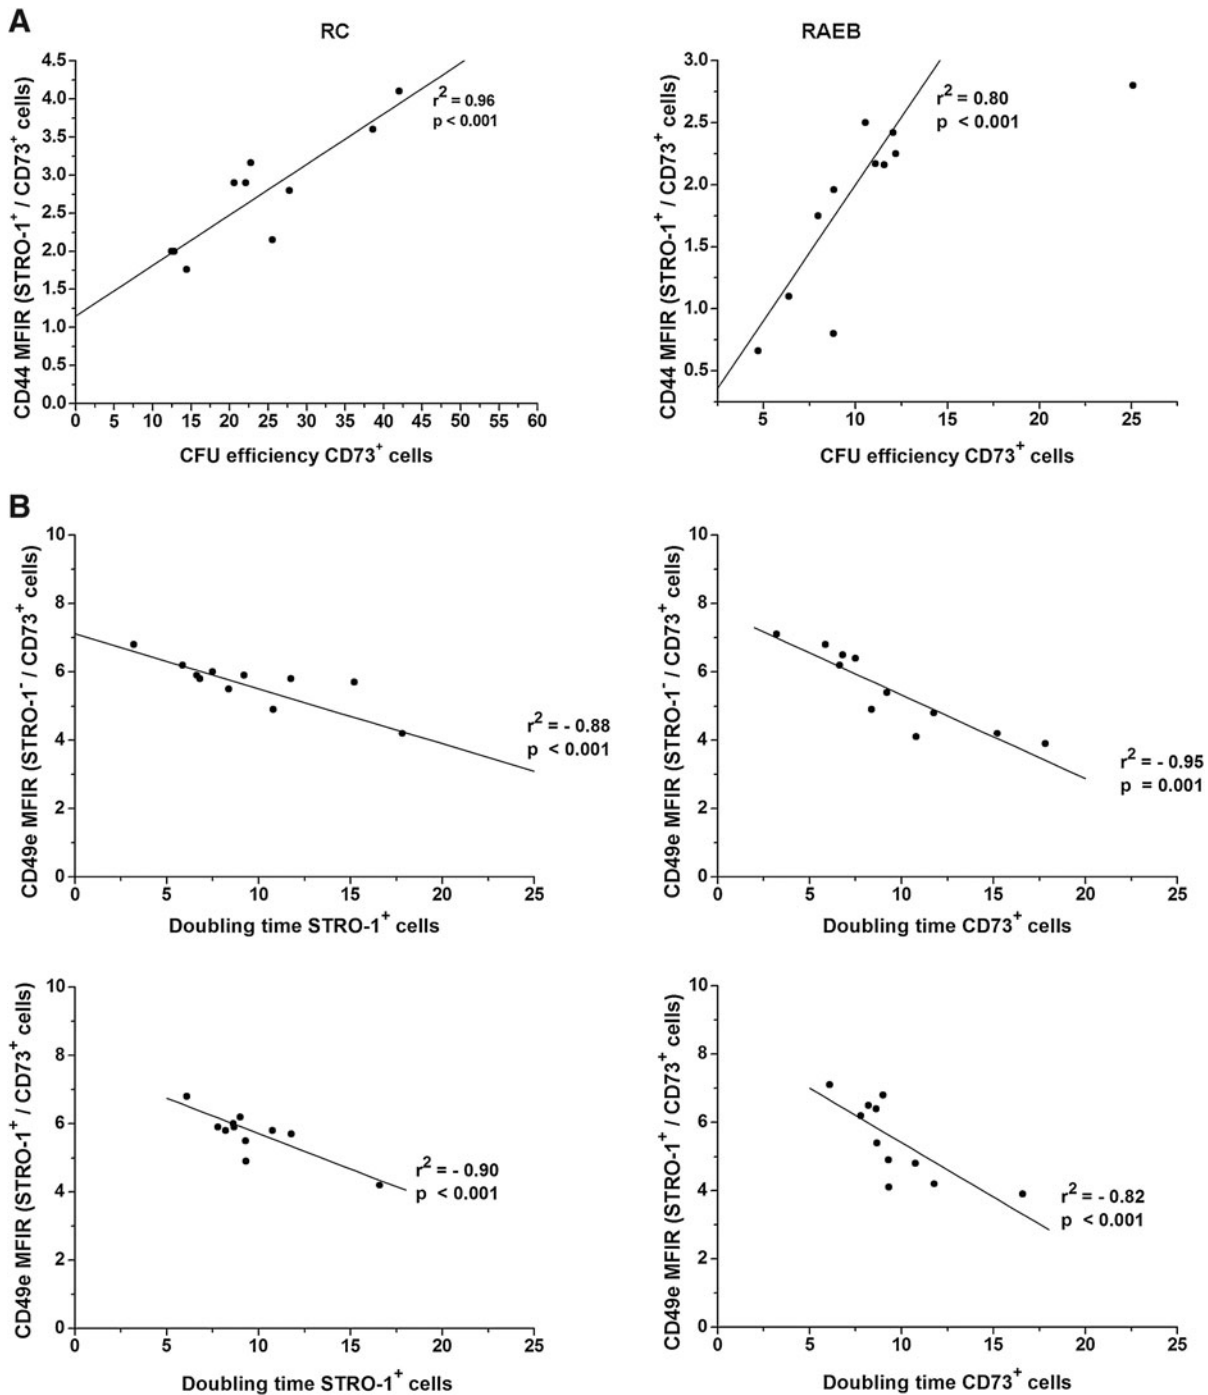 A
RC
RAEB
CD44 MFIR (STRO-1+ / CD73+ cells)
4.5
4.0
3.5
3.0
2.5
2.0
1.5
1.0
0.5
0.0
r2 = 0.96
p < 0.001
0 5 10 15 20 25 30 35 40 45 50 55 60
CFU efficiency CD73+ cells
CD44 MFIR (STRO-1+ / CD73+ cells)
3.0
2.5
2.0
1.5
1.0
0.5
r2 = 0.80
p < 0.001
5 10 15 20 25
CFU efficiency CD73+ cells
B
CD49e MFIR (STRO-1- / CD73+ cells)
10
8
6
4
2
0
r2 = - 0.88
p < 0.001
0 5 10 15 20 25
Doubling time STRO-1+ cells
CD49e MFIR (STRO-1- / CD73+ cells)
10
8
6
4
2
0
r2 = - 0.95
p = 0.001
0 5 10 15 20 25
Doubling time CD73+ cells
CD49e MFIR (STRO-1+ / CD73+ cells)
10
8
6
4
2
0
r2 = - 0.90
p < 0.001
0 5 10 15 20 25
Doubling time STRO-1+ cells
CD49e MFIR (STRO-1+ / CD73+ cells)
10
8
6
4
2
0
r2 = - 0.82
p < 0.001
0 5 10 15 20 25
Doubling time CD73+ cells